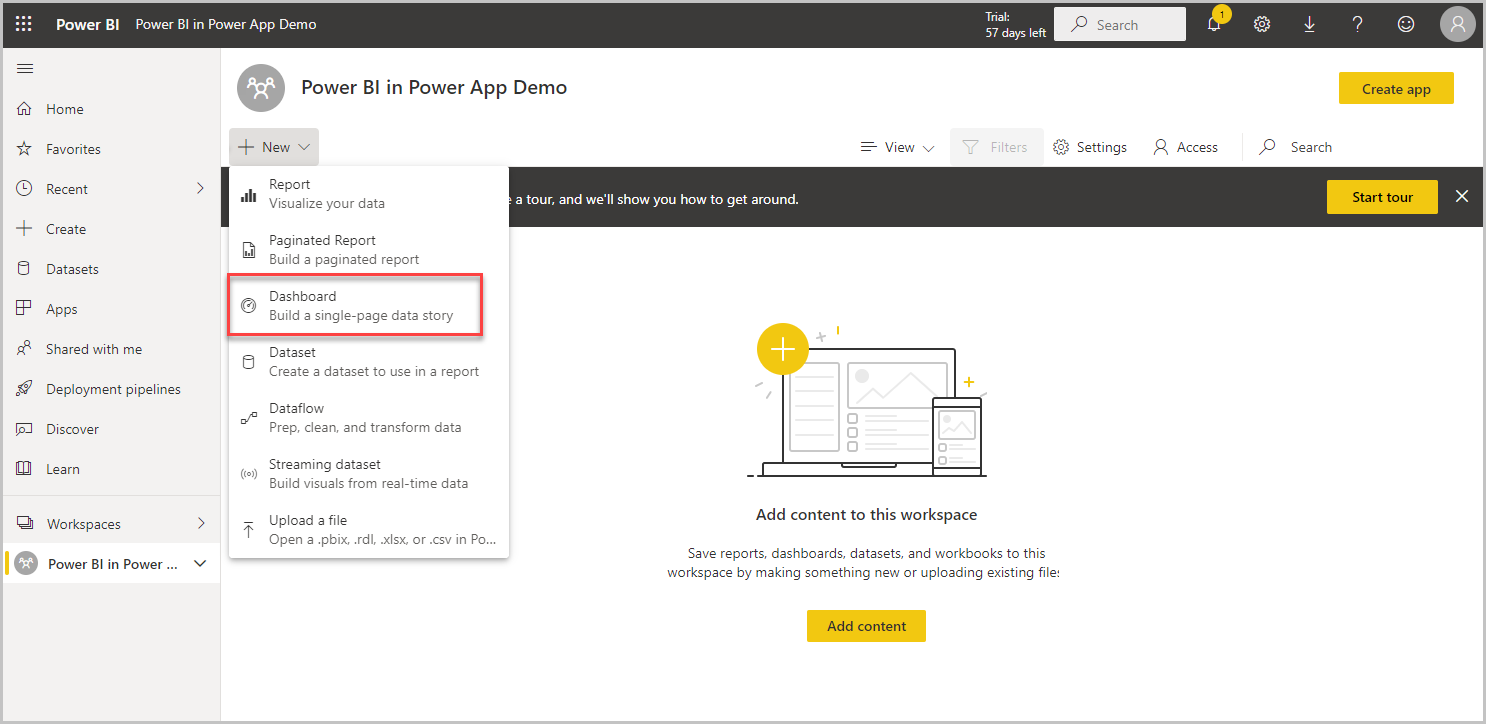 Power BI Power BI in Power App Demo
Trial:
57 days left
Search
1
Home
Favorites
Recent
Create
Datasets
Apps
Shared with me
Deployment pipelines
Discover
Learn
Workspaces
Power BI in Power ...
Power BI in Power App Demo
Create app
New
View
Filters
Settings
Access
Search
Report
Visualize your data
Paginated Report
Build a paginated report
Dashboard
Build a single-page data story
Dataset
Create a dataset to use in a report
Dataflow
Prep, clean, and transform data
Streaming dataset
Build visuals from real-time data
Upload a file
Open a .pbix, .rdl, .xlsx, or .csv in Po...
a tour, and we'll show you how to get around.
Start tour
Add content to this workspace
Save reports, dashboards, datasets, and workbooks to this
workspace by making something new or uploading existing files
Add content